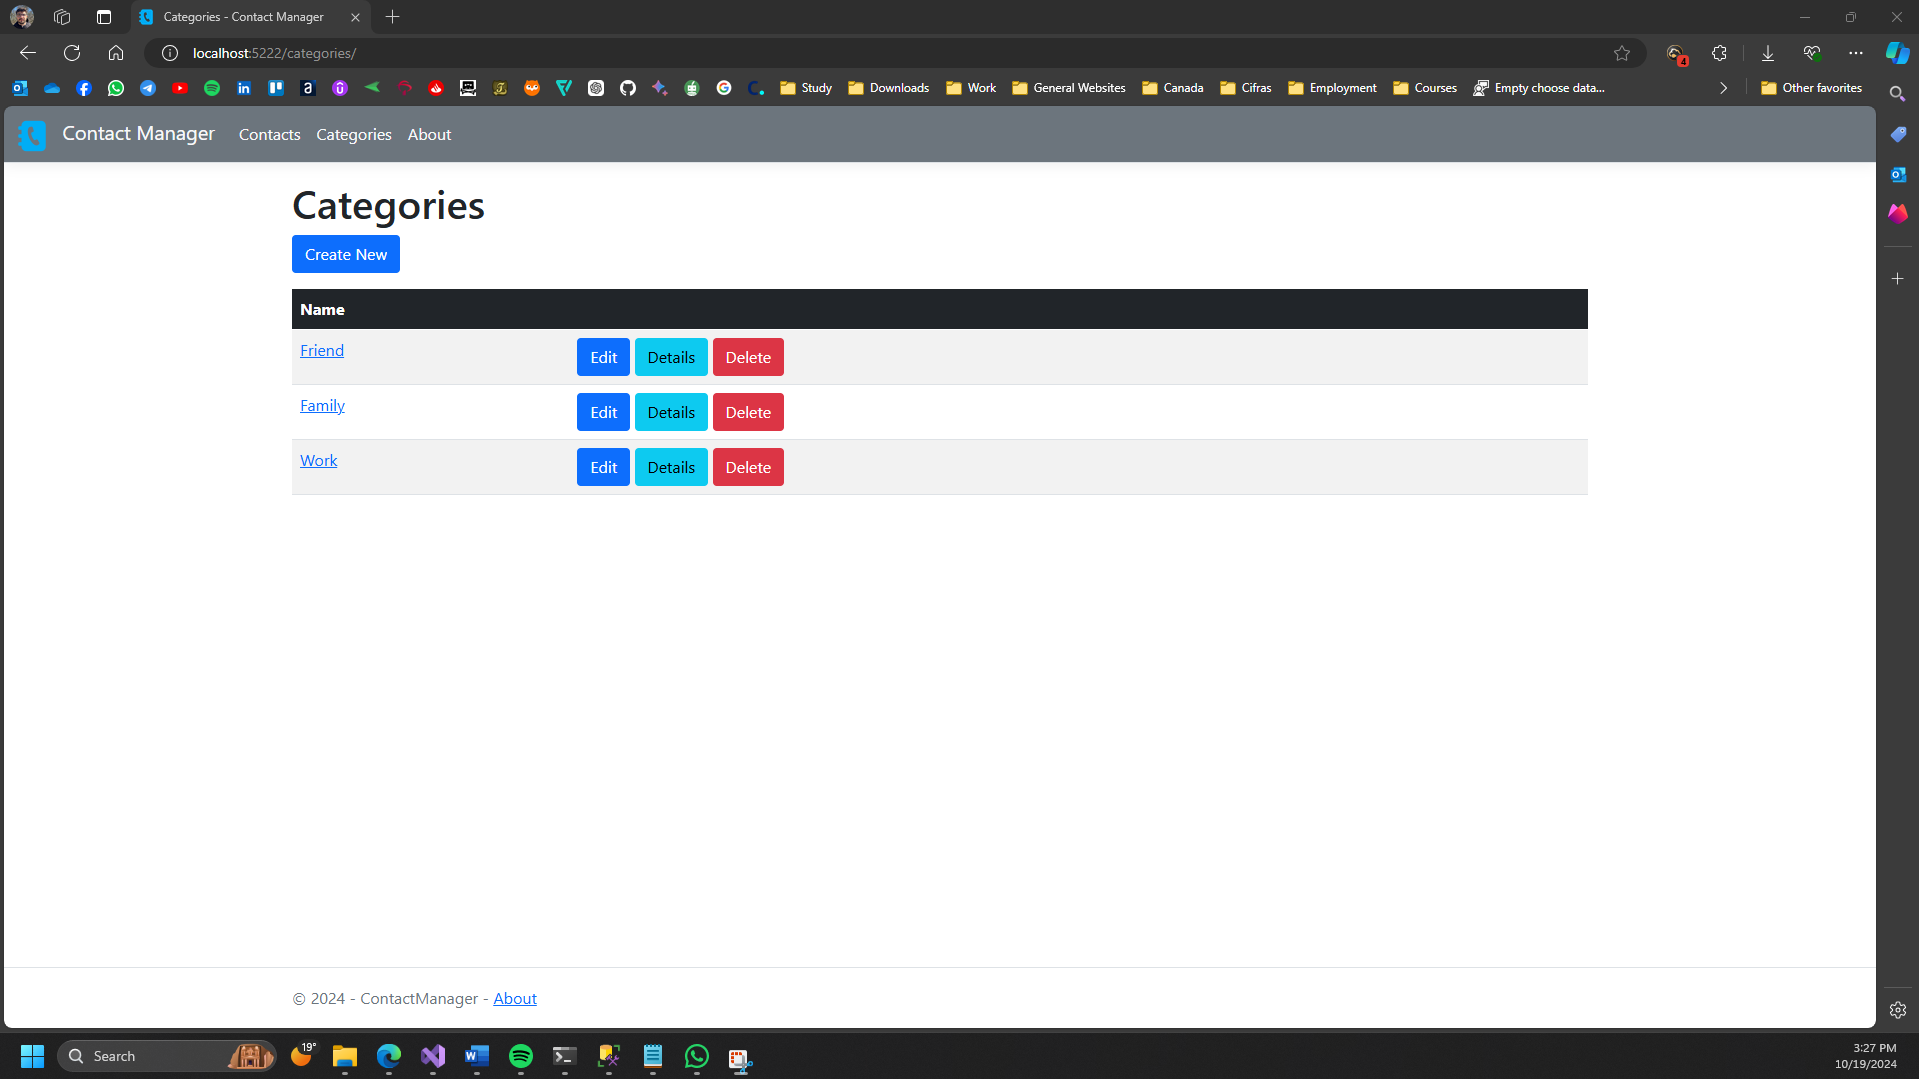 Categories - Contact Manager
localhost:5222/categories/
4
Study Downloads Work General Websites Canada Cifras Employment Courses Empty choose data... Other favorites
Contact Manager Contacts Categories About
Categories
Create New
Name
Friend Edit Details Delete
Family Edit Details Delete
Work Edit Details Delete
© 2024 - ContactManager - About
Search 19° 3:27 PM
10/19/2024